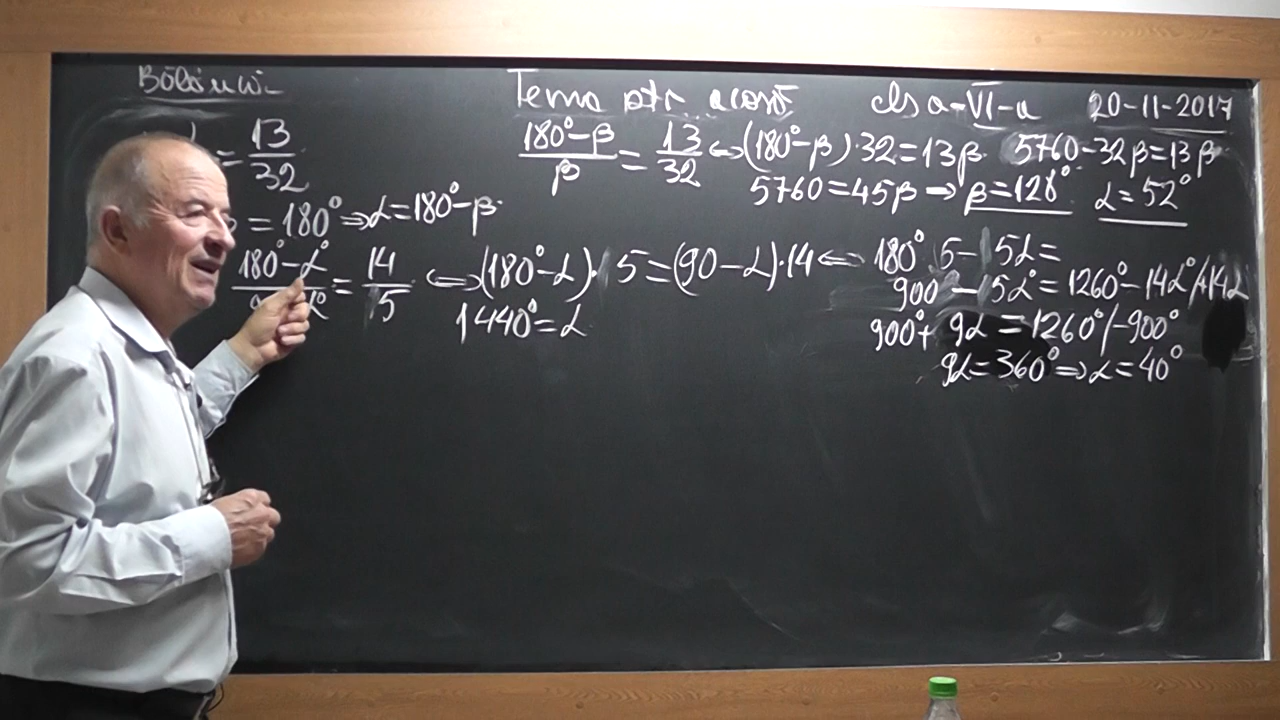 Tema ptr acasă cls a-VI-a 20-11-2017
= 13/32
(180°-β)/β = 13/32 ⇔ (180°-β)·32=13β 5760-32β=13β
5760=45β ⇒ β=128° α=52°
= 180° ⇒ α=180°-β
180°-α° = 14/5 ⇔ (180°-α)·5=(90-α)·14 ⇔ 180° 5-5α=
900°-5α°=1260°-14α°/+14α
1440°=α
900°+9α=1260°/-900°
9α=360° ⇒ α=40°